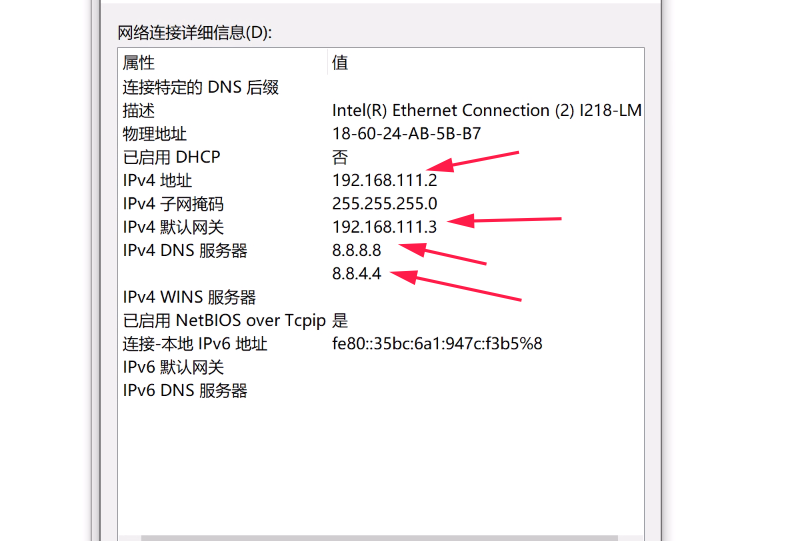 网络连接详细信息(D):
属性 值
连接特定的 DNS 后缀
描述 Intel(R) Ethernet Connection (2) I218-LM
物理地址 18-60-24-AB-5B-B7
已启用 DHCP 否
IPv4 地址 192.168.111.2
IPv4 子网掩码 255.255.255.0
IPv4 默认网关 192.168.111.3
IPv4 DNS 服务器 8.8.8.8
8.8.4.4
IPv4 WINS 服务器
已启用 NetBIOS over Tcpip 是
连接-本地 IPv6 地址 fe80::35bc:6a1:947c:f3b5%8
IPv6 默认网关
IPv6 DNS 服务器